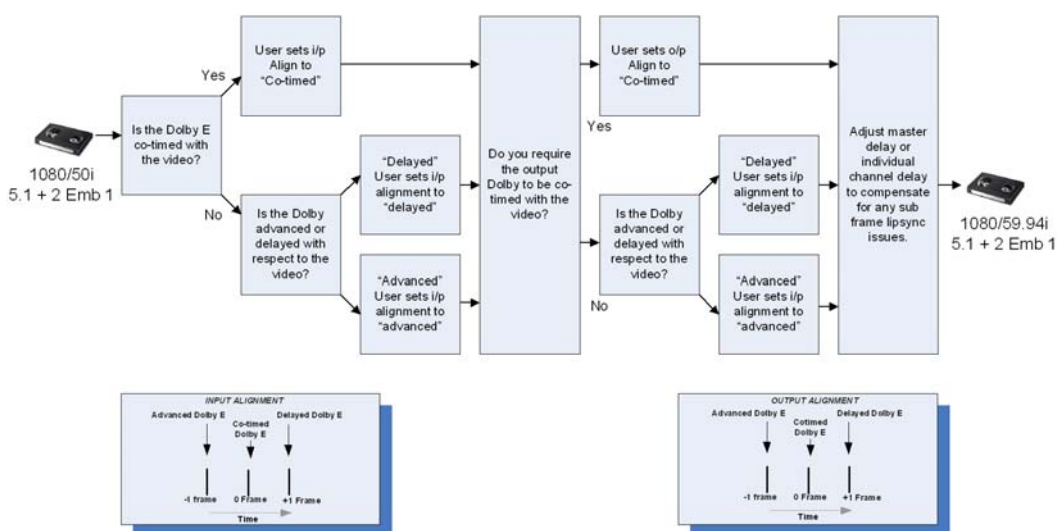 1080/50i
5.1 + 2 Emb 1
Is the Dolby E
co-timed with
the video?
Yes
No
User sets i/p
Align to
“Co-timed”
Is the Dolby
advanced or
delayed with
respect to the
video?
“Delayed”
User sets i/p
alignment to
“delayed”
“Advanced”
User sets i/p
alignment to
“advanced”
Do you require
the output
Dolby to be co-
timed with the
video?
Yes
No
User sets o/p
Align to
“Co-timed”
Is the Dolby
advanced or
delayed with
respect to the
video?
“Delayed”
User sets i/p
alignment to
“delayed”
“Advanced”
User sets i/p
alignment to
“advanced”
Adjust master
delay or
individual
channel delay
to compensate
for any sub
frame lipsync
issues.
1080/59.94i
5.1 + 2 Emb 1
INPUT ALIGNMENT
Advanced Dolby E
Co-timed
Dolby E
Delayed Dolby E
-1 frame
0 Frame
+1 Frame
Time
OUTPUT ALIGNMENT
Advanced Dolby E
Cotimed
Dolby E
Delayed Dolby E
-1 frame
0 Frame
+1 Frame
Time